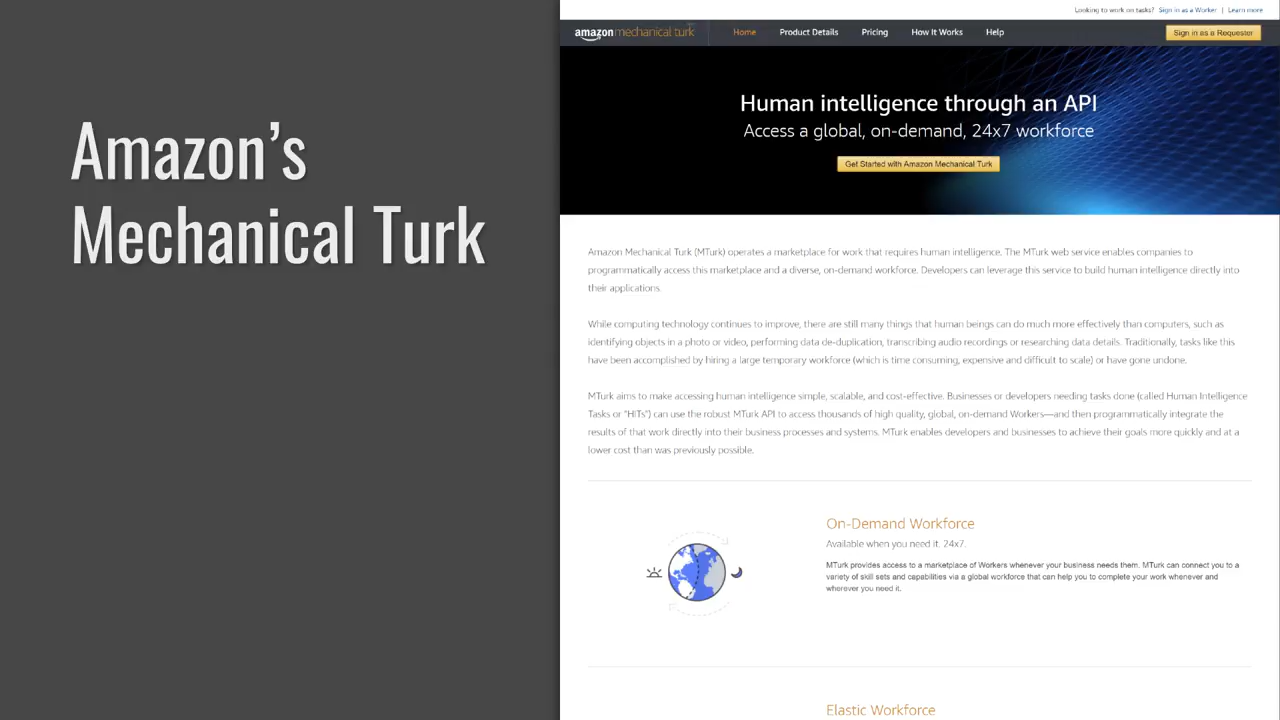 Amazon's
Mechanical Turk
Looking to work on tasks? Sign in as a Worker | Learn more
amazon mechanical turk
Home Product Details Pricing How It Works Help
Sign in as a Requester
Human intelligence through an API
Access a global, on-demand, 24x7 workforce
Get Started with Amazon Mechanical Turk
Amazon Mechanical Turk (MTurk) operates a marketplace for work that requires human intelligence. The MTurk web service enables companies to
programmatically access this marketplace and a diverse, on-demand workforce. Developers can leverage this service to build human intelligence directly into
their applications.
While computing technology continues to improve, there are still many things that human beings can do much more effectively than computers, such as
identifying objects in a photo or video, performing data de-duplication, transcribing audio recordings or researching data details. Traditionally, tasks like this
have been accomplished by hiring a large temporary workforce (which is time consuming, expensive and difficult to scale) or have gone undone.
MTurk aims to make accessing human intelligence simple, scalable, and cost-effective. Businesses or developers needing tasks done (called Human Intelligence
Tasks or "HITs") can use the robust MTurk API to access thousands of high quality, global, on-demand Workers—and then programmatically integrate the
results of that work directly into their business processes and systems. MTurk enables developers and businesses to achieve their goals more quickly and at a
lower cost than was previously possible.
On-Demand Workforce
Available when you need it, 24x7.
MTurk provides access to a marketplace of Workers whenever your business needs them. MTurk can connect you to a
variety of skill sets and capabilities via a global workforce that can help you to complete your work whenever and
wherever you need it.
Elastic Workforce